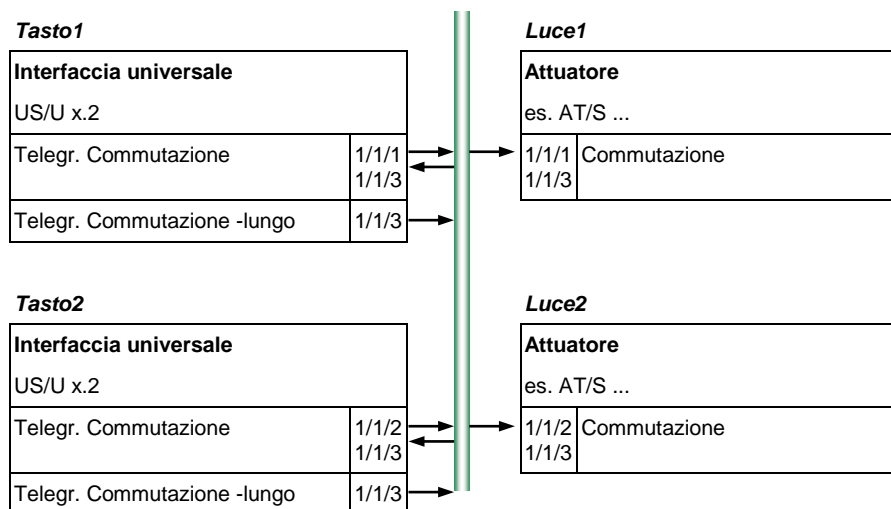 Tasto1
Luce1
Interfaccia universale
US/U x.2
Attuatore
es. AT/S ...
Telegr. Commutazione 1/1/1
1/1/3
1/1/1 Commutazione
1/1/3
Telegr. Commutazione -lungo 1/1/3
Tasto2
Luce2
Interfaccia universale
US/U x.2
Attuatore
es. AT/S ...
Telegr. Commutazione 1/1/2
1/1/3
1/1/2 Commutazione
1/1/3
Telegr. Commutazione -lungo 1/1/3